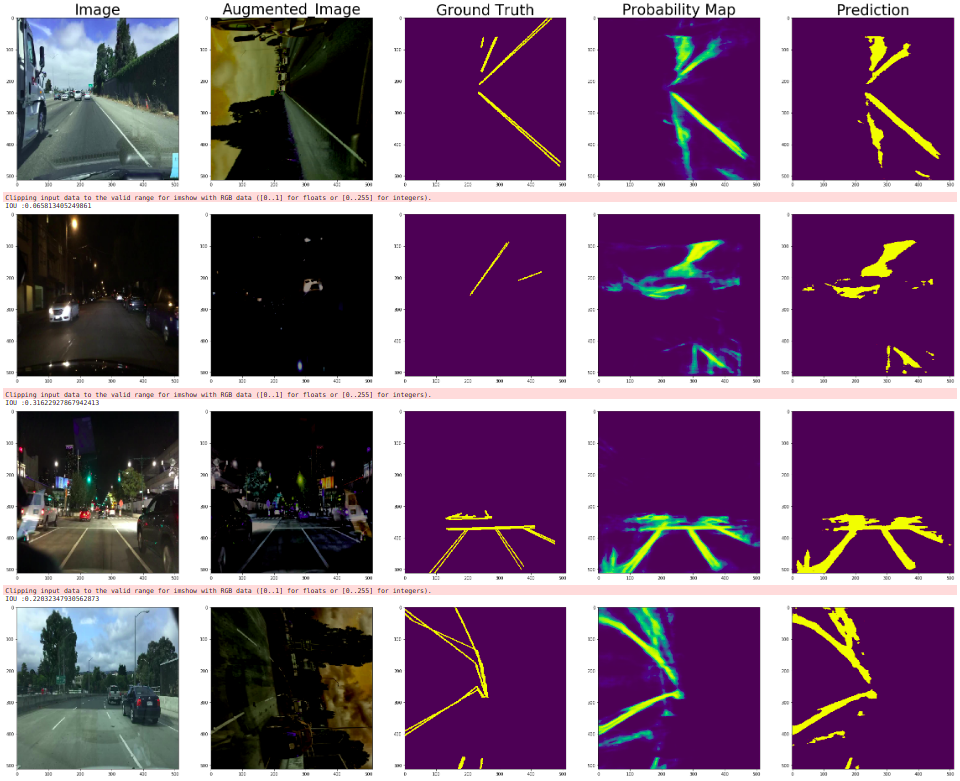 Image Augmented_Image Ground Truth Probability Map Prediction
Clipping input data to the valid range for imshow with RGB data ([0..1] for floats or [0..255] for integers).
IOU :0.065813405249861
Clipping input data to the valid range for imshow with RGB data ([0..1] for floats or [0..255] for integers).
IOU :0.31622927867942413
Clipping input data to the valid range for imshow with RGB data ([0..1] for floats or [0..255] for integers).
IOU :0.22032347930562873